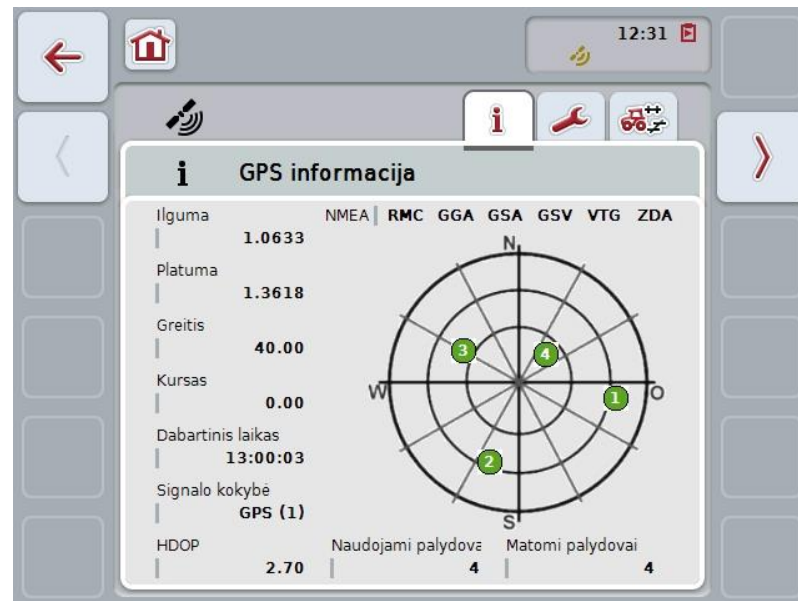 12:31
i
i GPS informacija
Ilguma
1.0633
Platuma
1.3618
Greitis
40.00
Kursas
0.00
Dabartinis laikas
13:00:03
Signalo kokybė
GPS (1)
HDOP
2.70
NMEA RMC GGA GSA GSV VTG ZDA
N
3
4
1
W
O
2
S
Naudojami palydova
4
Matomi palydovai
4